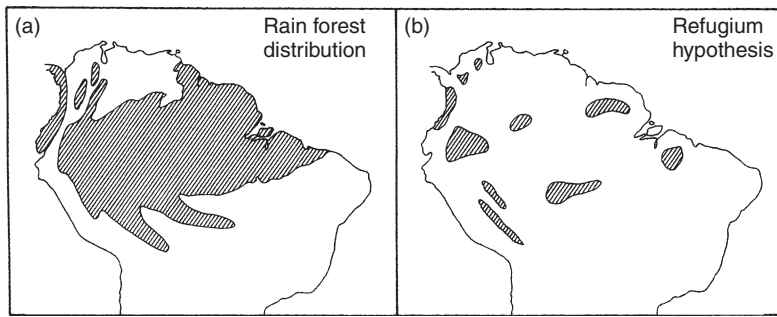 (a)
Rain forest
distribution
(b)
Refugium
hypothesis